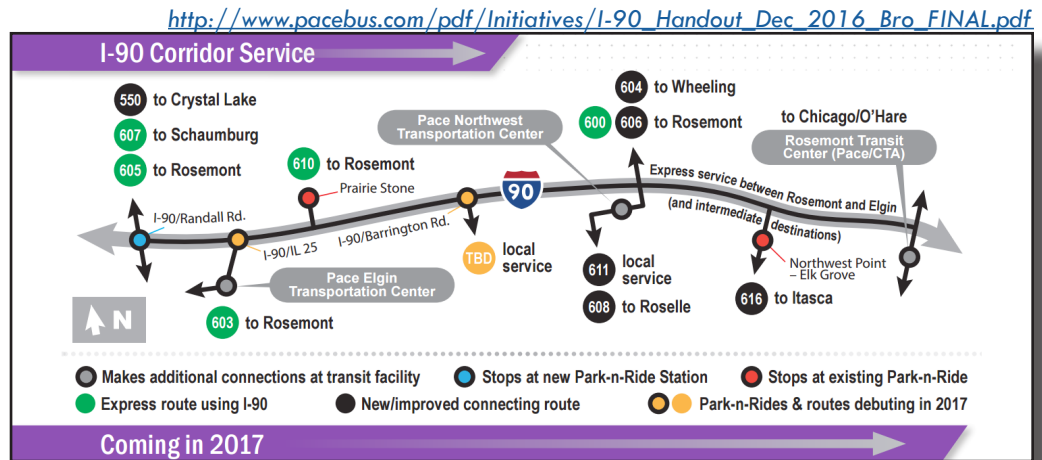 http://www.pacebus.com/pdf/Initiatives/I-90_Handout_Dec_2016_Bro_FINAL.pdf
I-90 Corridor Service
550 to Crystal Lake
607 to Schaumburg
605 to Rosemont
610 to Rosemont
Prairie Stone
Pace Northwest
Transportation Center
604 to Wheeling
600 606 to Rosemont
to Chicago/O'Hare
Rosemont Transit
Center (Pace/CTA)
90
Express service between Rosemont and Elgin
(and intermediate destinations)
I-90/Randall Rd.
I-90/IL 25
I-90/Barrington Rd.
Pace Elgin
Transportation Center
603 to Rosemont
TBD local
service
611 local
service
608 to Roselle
Northwest Point
– Elk Grove
616 to Itasca
N
Makes additional connections at transit facility
Stops at new Park-n-Ride Station
Stops at existing Park-n-Ride
Express route using I-90
New/improved connecting route
Park-n-Rides & routes debuting in 2017
Coming in 2017